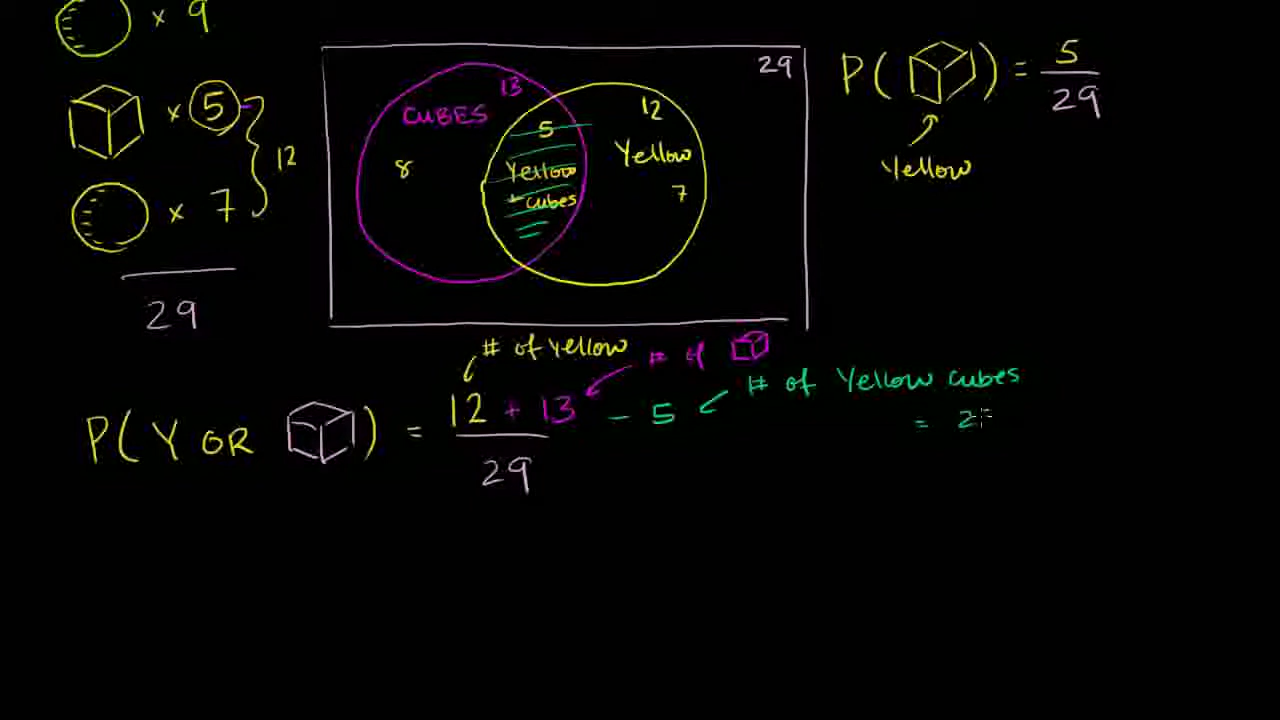 × 9
× 5
12
× 7
29
29
13
CUBES
8
5
Yellow
cubes
12
Yellow
7
P( ) = 5/29
Yellow
# of Yellow
# of
# of Yellow cubes
P(Y OR ) = 12 + 13 - 5
29
= 2